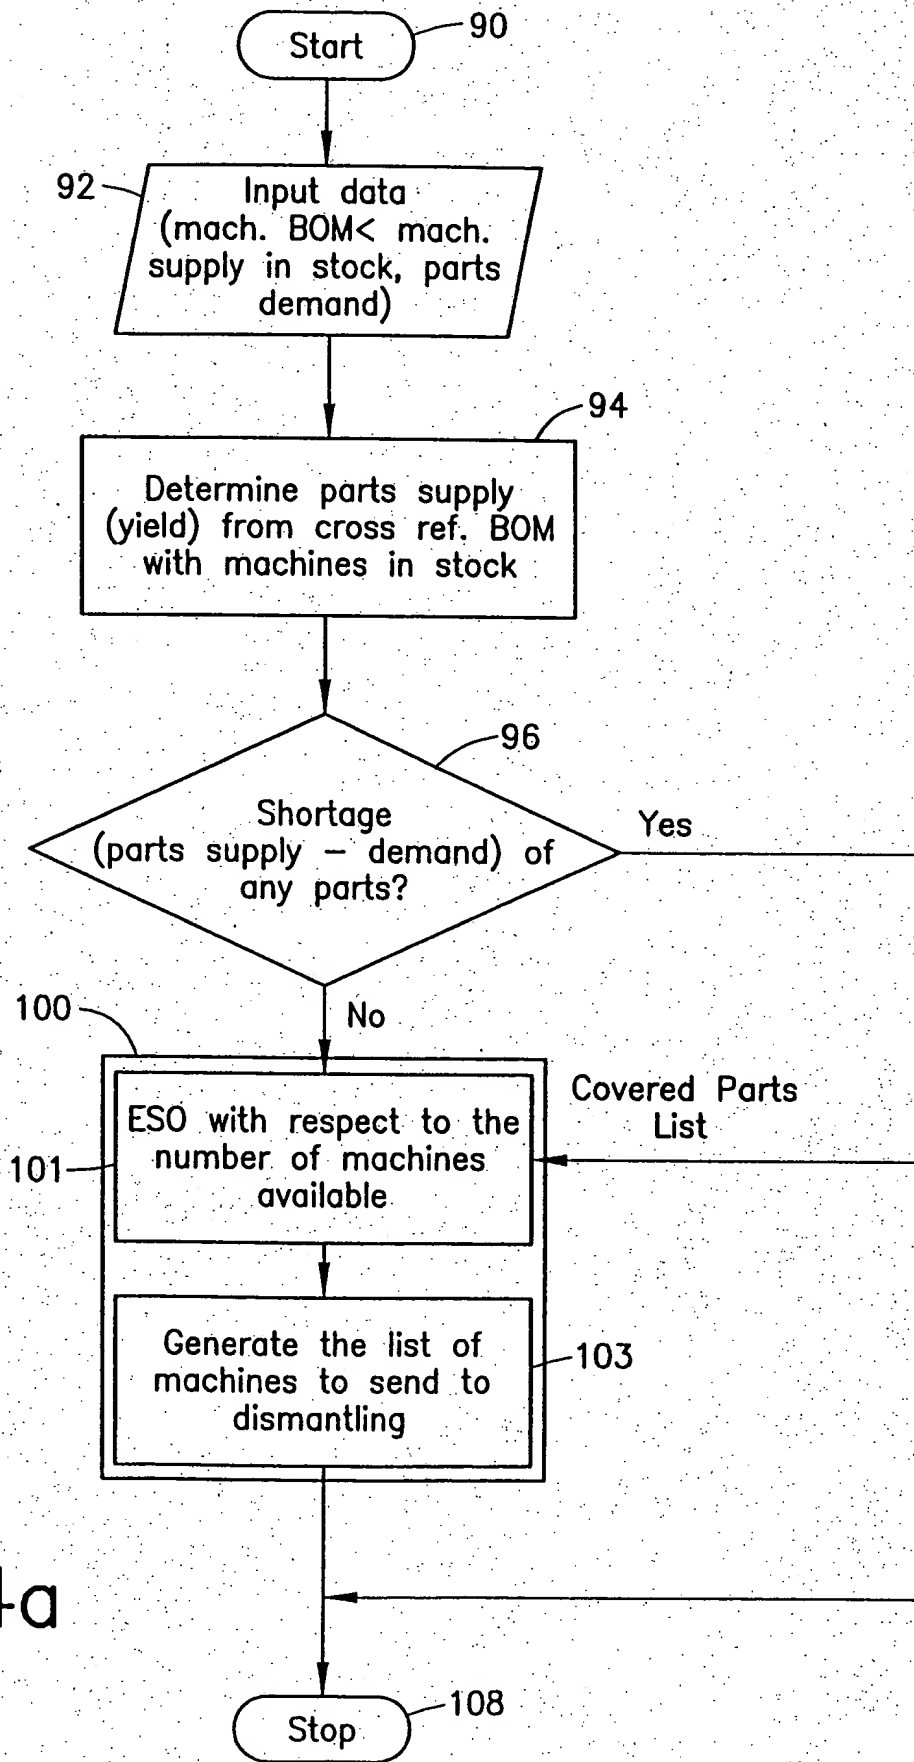 Start
90
92
Input data
(mach. BOM< mach.
supply in stock, parts
demand)
94
Determine parts supply
(yield) from cross ref. BOM
with machines in stock
96
Shortage
(parts supply – demand) of
any parts?
Yes
No
100
ESO with respect to the
number of machines
available
101
Covered Parts
List
Generate the list of
machines to send to
dismantling
103
4a
Stop
108